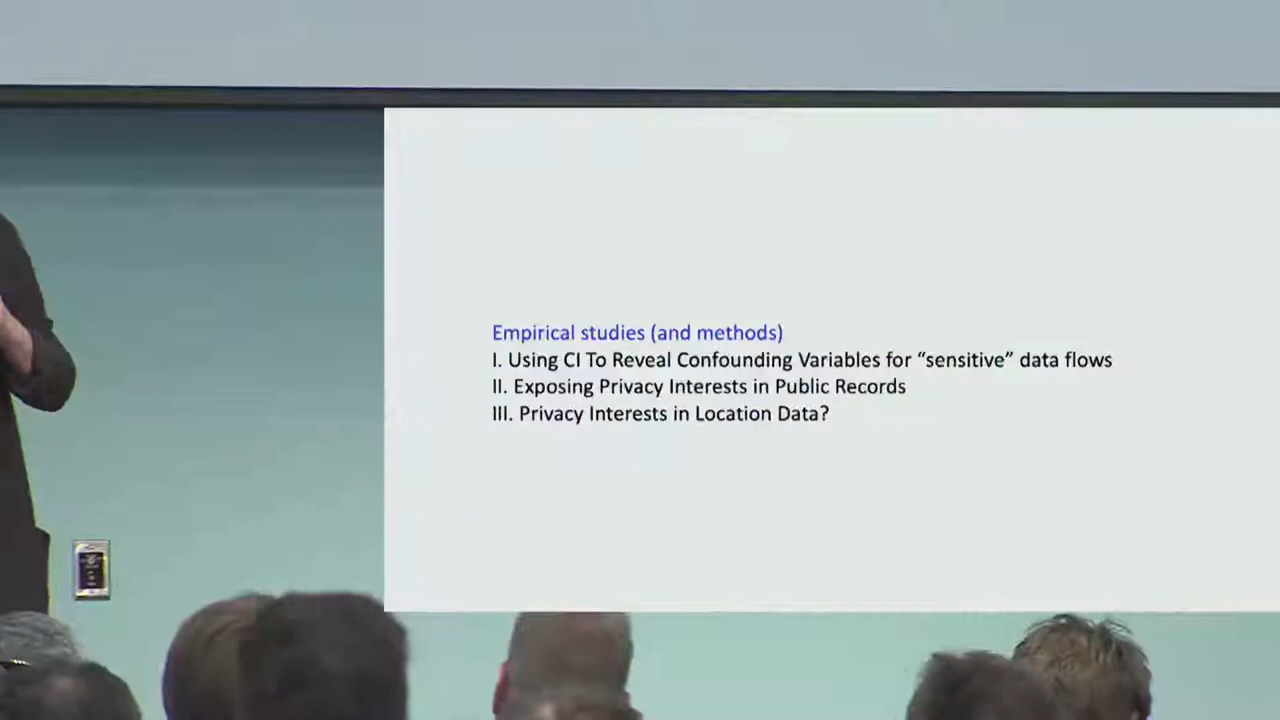 Empirical studies (and methods)
I. Using CI To Reveal Confounding Variables for “sensitive” data flows
II. Exposing Privacy Interests in Public Records
III. Privacy Interests in Location Data?